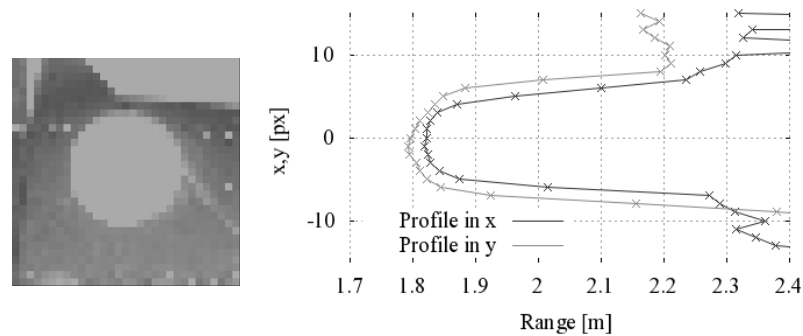 10
0
-10
x,y [px]
Profile in x
Profile in y
1.7 1.8 1.9 2 2.1 2.2 2.3 2.4
Range [m]